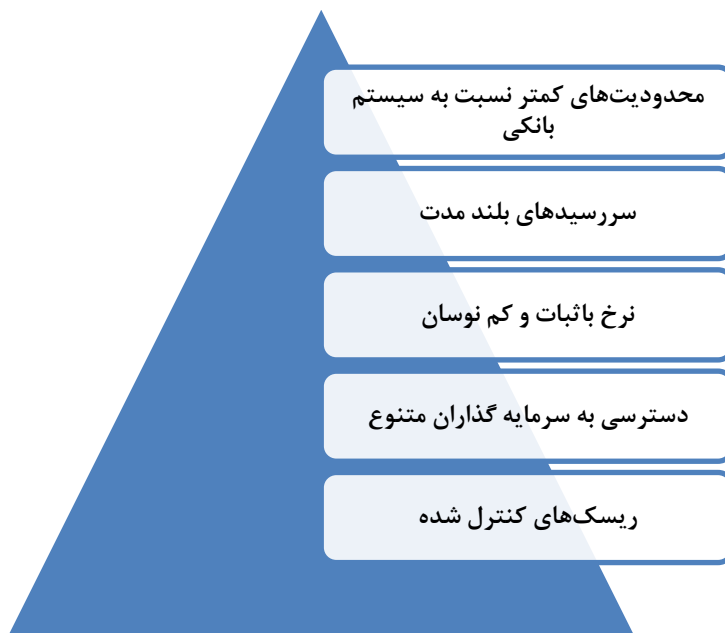 محدودیت‌های کمتر نسبت به سیستم
بانکی
سررسیدهای بلند مدت
نرخ باثبات و کم نوسان
دسترسی به سرمایه گذاران متنوع
ریسک‌های کنترل شده